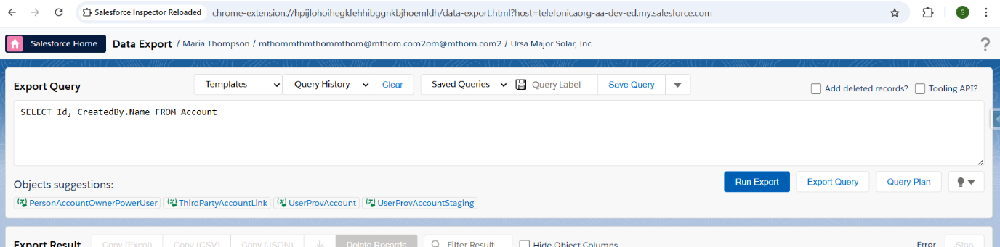 Salesforce Inspector Reloaded chrome-extension://hpijlohoihegkfehhibggnkbjhoemldh/data-export.html?host=telefonicaorg-aa-dev-ed.my.salesforce.com S
Salesforce Home Data Export / Maria Thompson / mthommthmthommthom@mthom.com2om@mthom.com2 / Ursa Major Solar, Inc ?
Export Query Templates Query History Clear Saved Queries Query Label Save Query Add deleted records? Tooling API?
SELECT Id, CreatedBy.Name FROM Account
Objects suggestions: Run Export Export Query Query Plan
PersonAccountOwnerPowerUser ThirdPartyAccountLink UserProvAccount UserProvAccountStaging
Export Result Copy (Excel) Copy (CSV) Copy (JSON) Delete Records Filter Result Hide Object Columns Error Stop